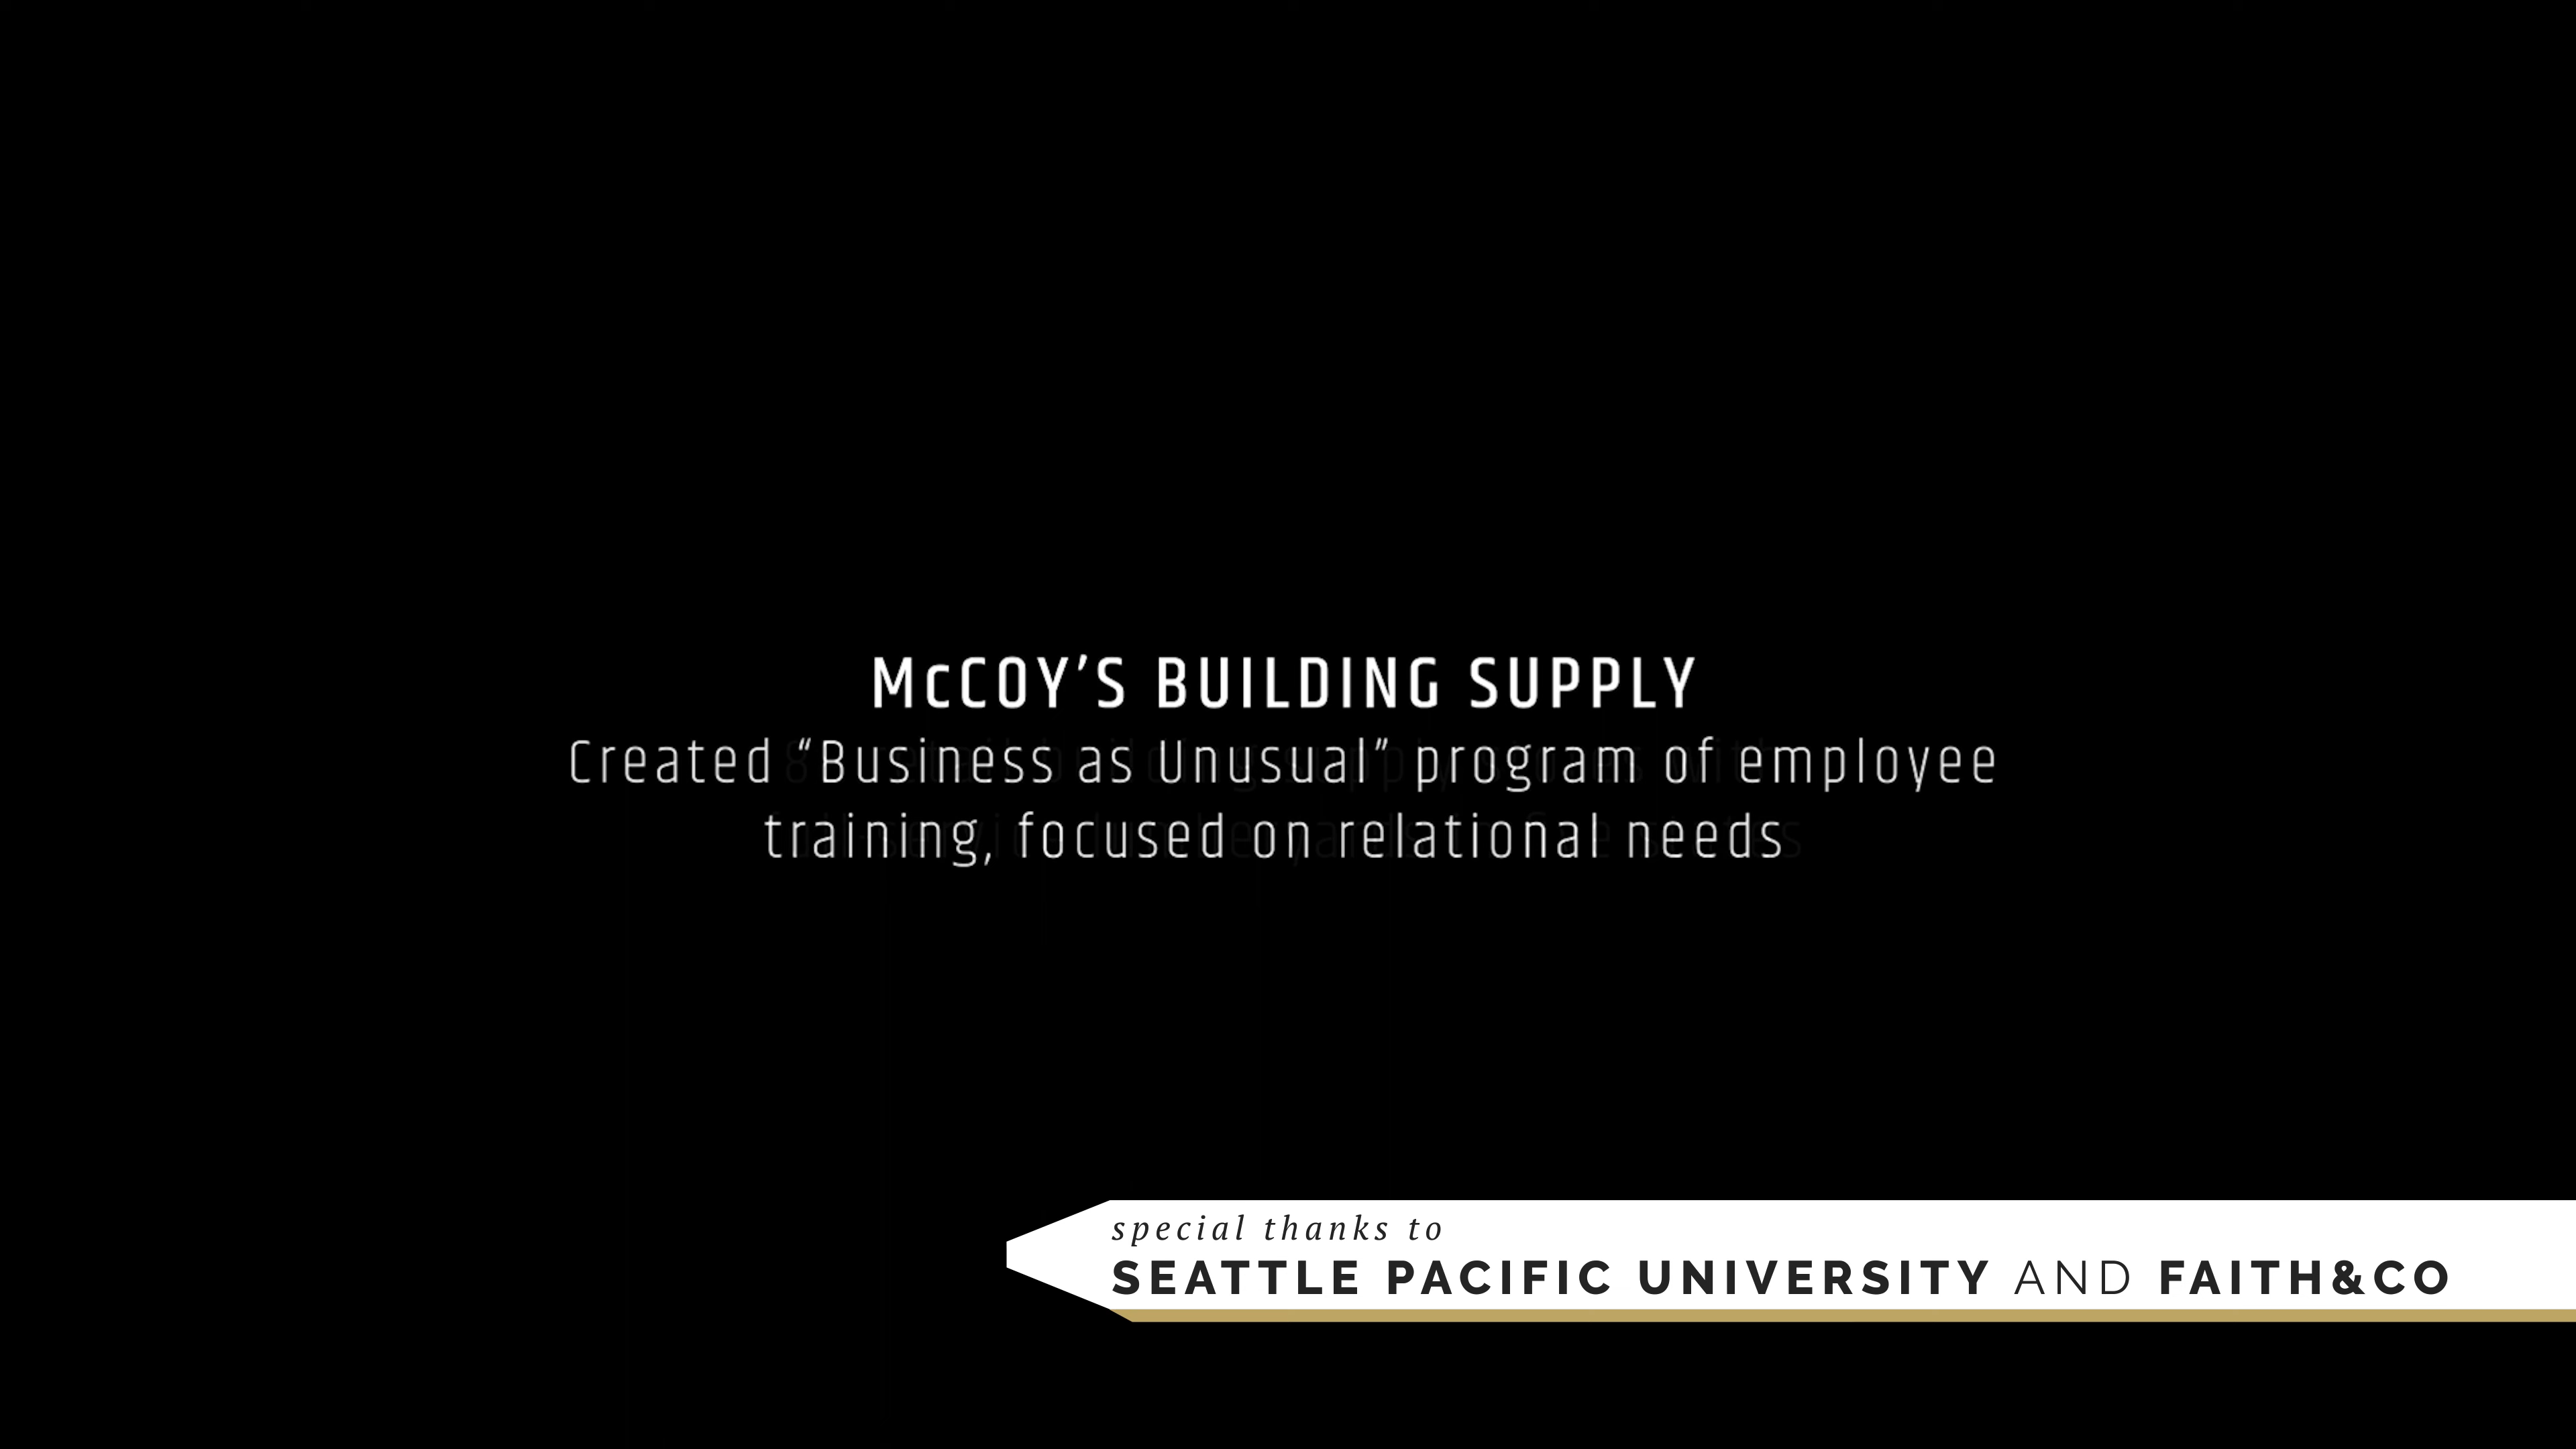 McCOY’S BUILDING SUPPLY
Created “Business as Unusual” program of employee
training, focused on relational needs
special thanks to
SEATTLE PACIFIC UNIVERSITY AND FAITH&CO